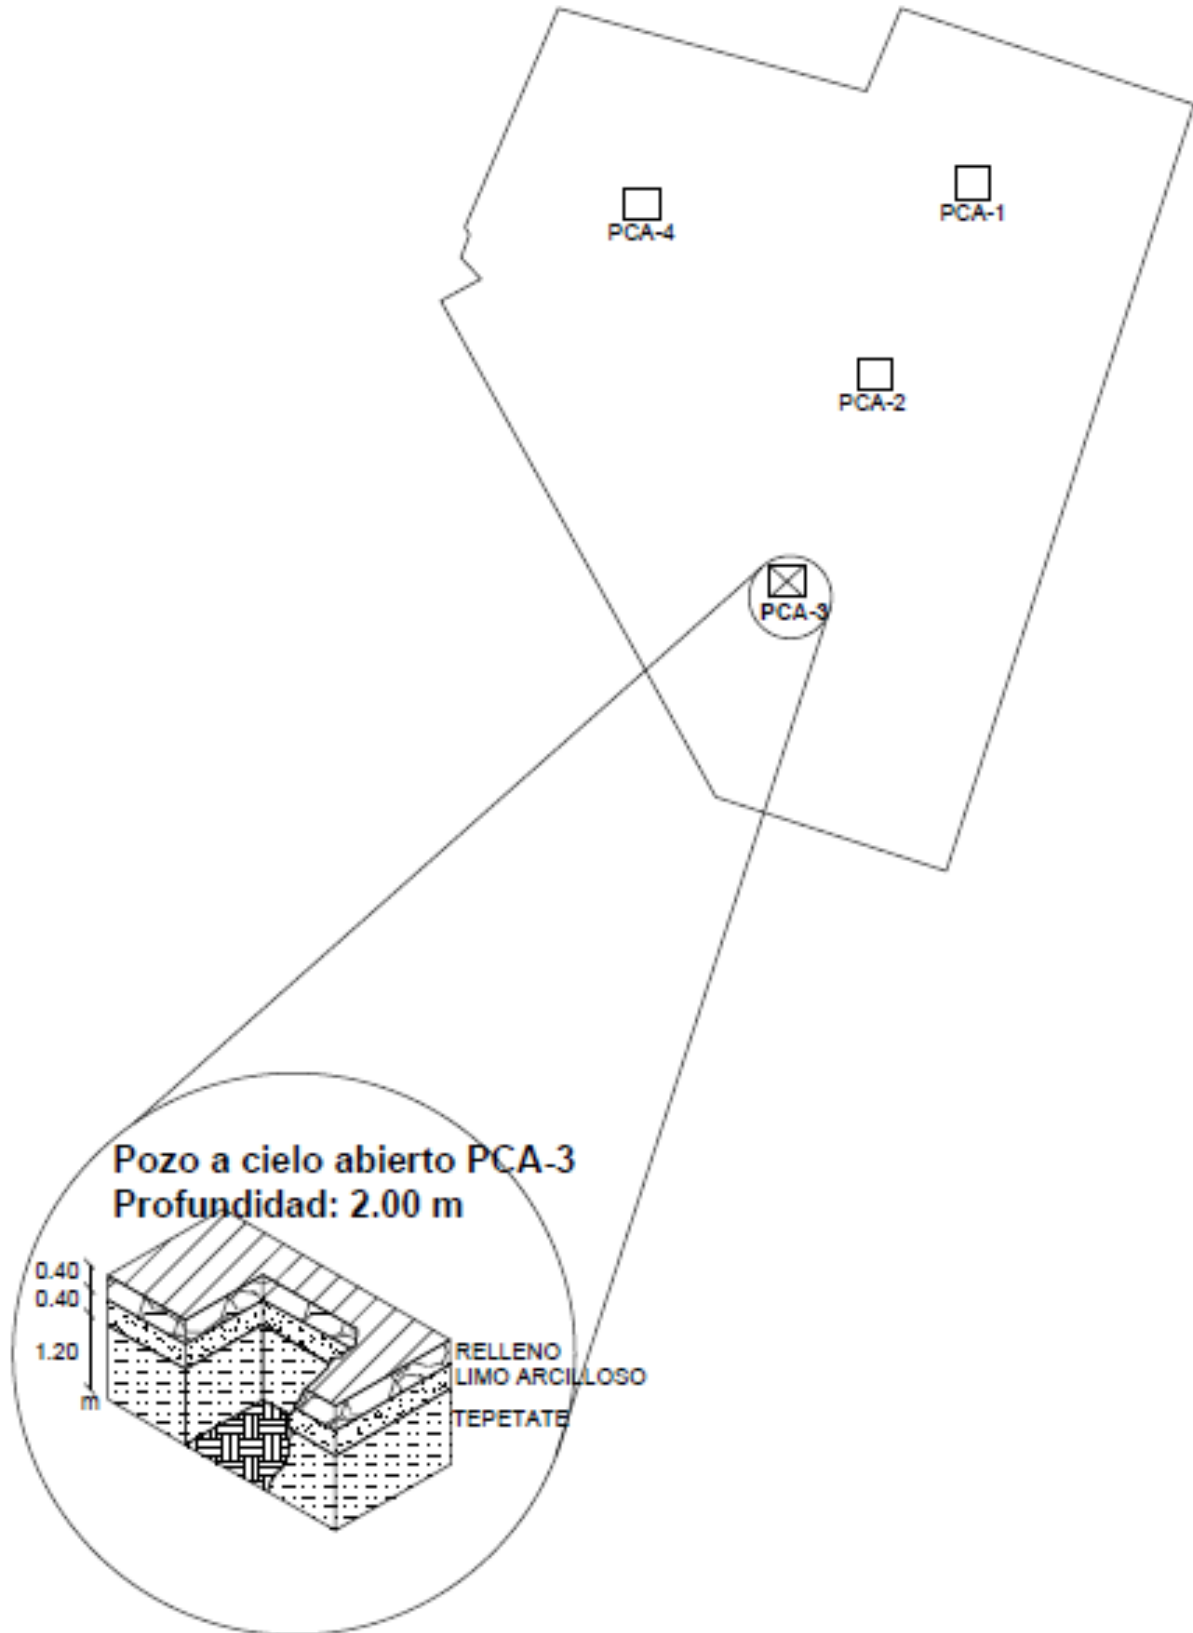 PCA-1
PCA-4
PCA-2
PCA-3
Pozo a cielo abierto PCA-3
Profundidad: 2.00 m
0.40
0.40
1.20
m
RELLENO
LIMO ARCILLOSO
TEPETATE